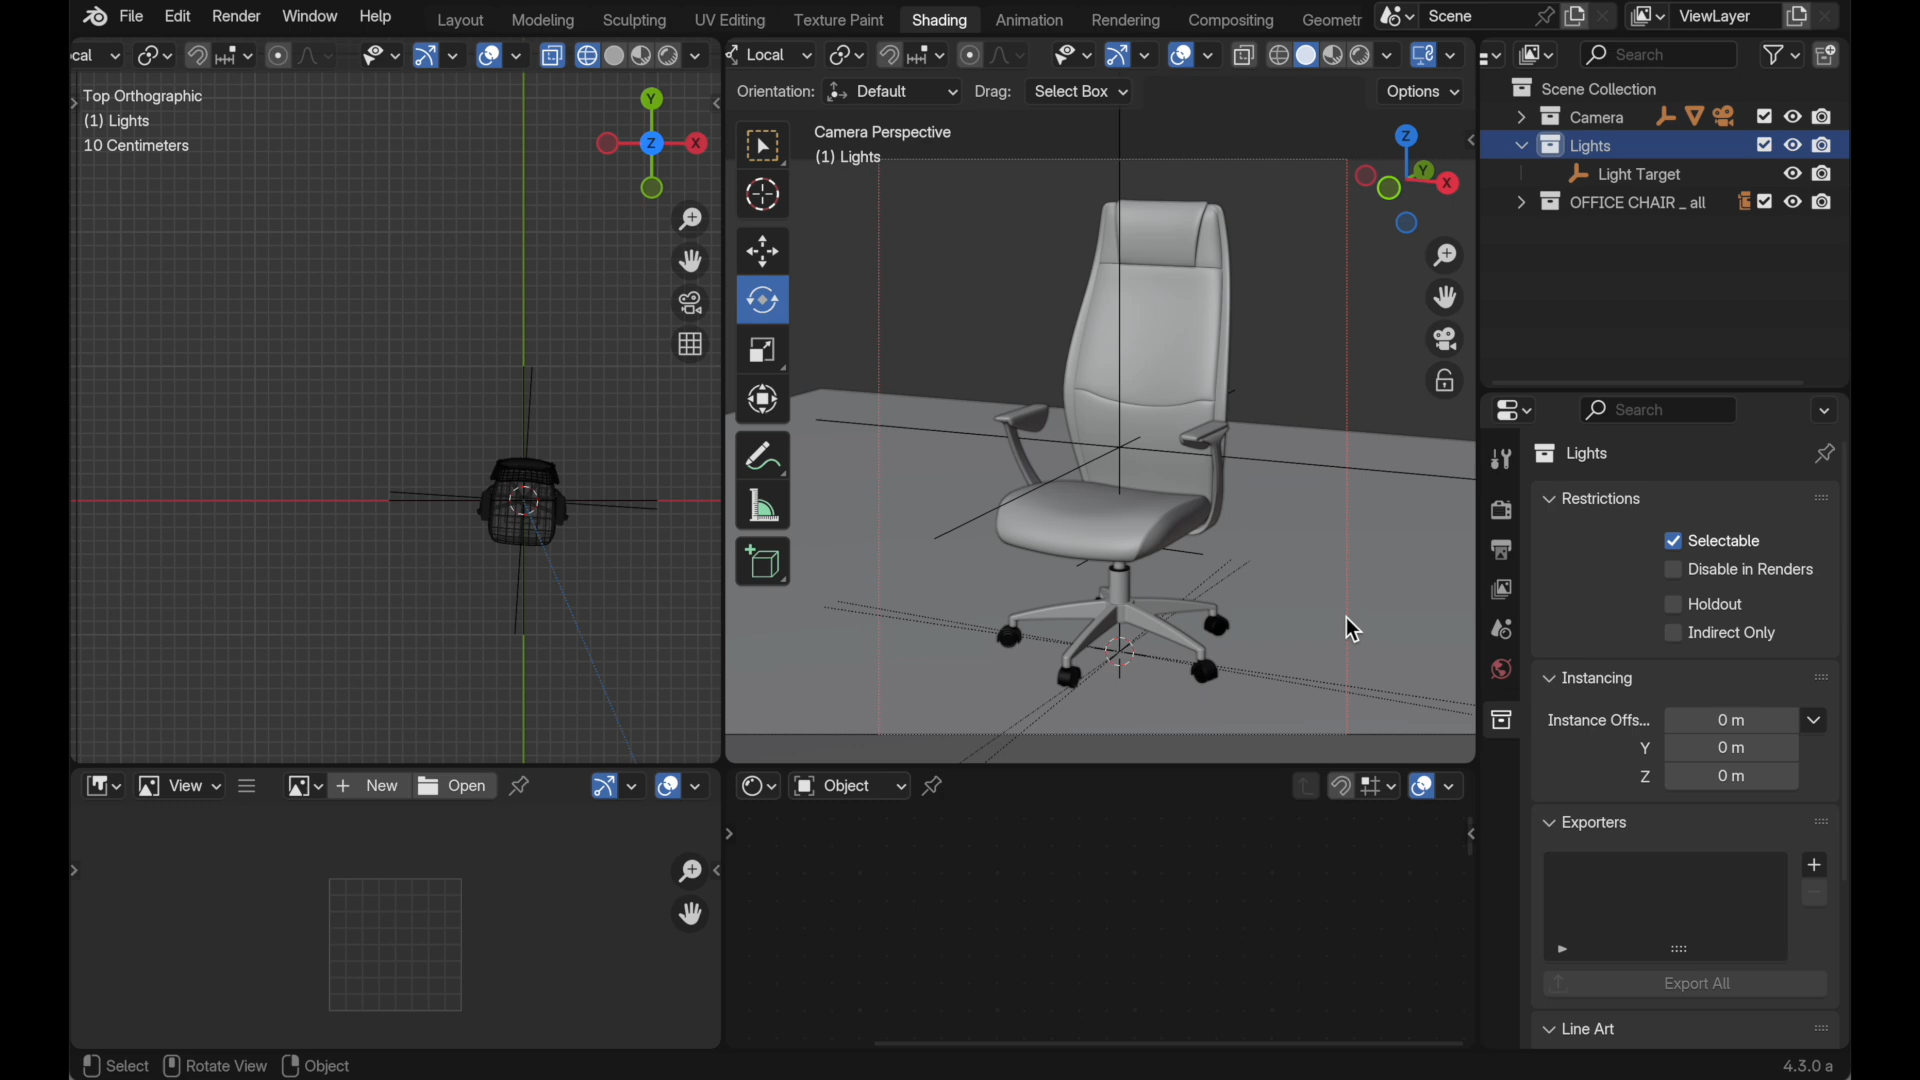 File Edit Render Window Help
Layout Modeling Sculpting UV Editing Texture Paint Shading Animation Rendering Compositing Geometr
Scene
ViewLayer
cal
Local
Search
Orientation: Default Drag: Select Box
Options
Top Orthographic
(1) Lights
10 Centimeters
Y
Z
X
Camera Perspective
(1) Lights
Z
Y
X
Scene Collection
Camera
Lights
Light Target
OFFICE CHAIR _ all
Search
Lights
Restrictions
Selectable
Disable in Renders
Holdout
Indirect Only
Instancing
Instance Offs... 0 m
Y 0 m
Z 0 m
Exporters
Export All
Line Art
View
New
Open
Object
Select Rotate View Object
4.3.0 a